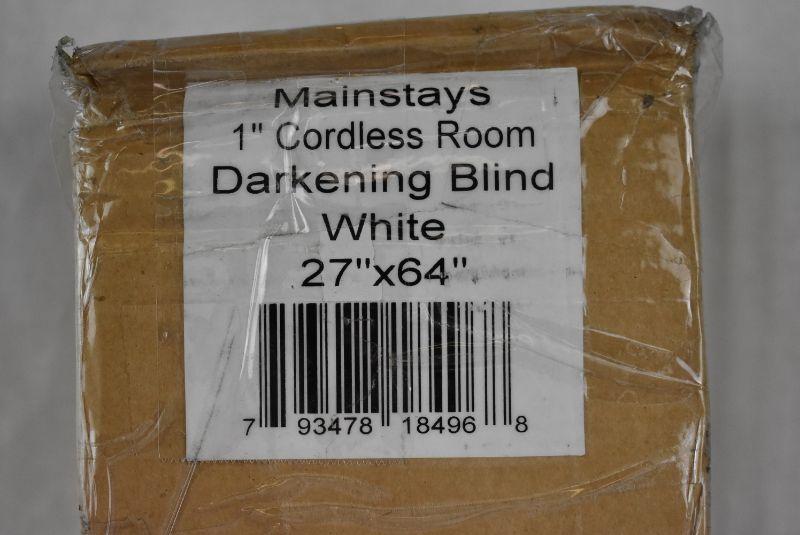 Mainstays
1" Cordless Room
Darkening Blind
White
27"x64"
7 93478 18496 8